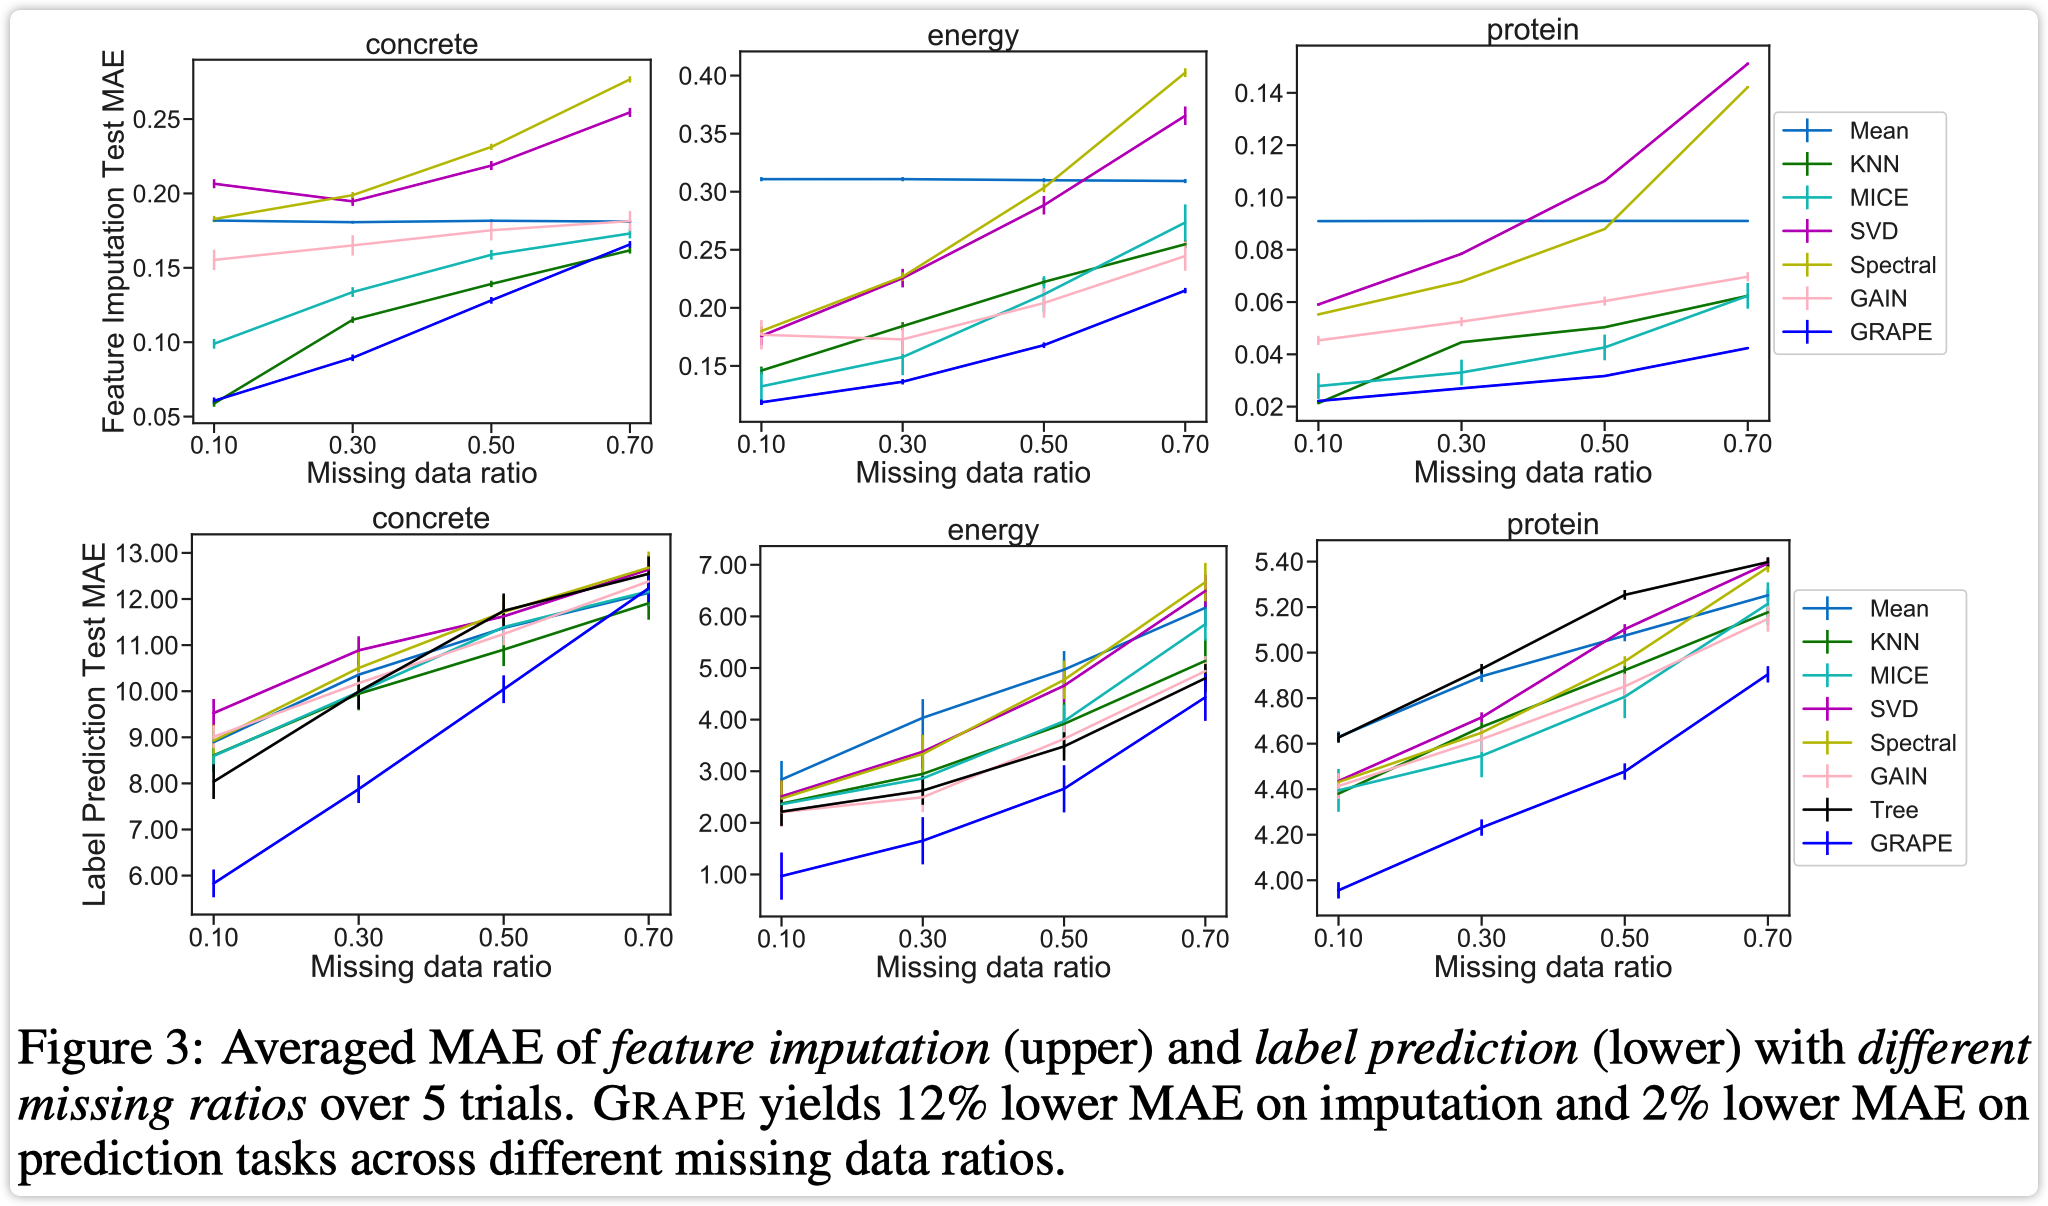 concrete
energy
protein
Feature Imputation Test MAE
0.25
0.20
0.15
0.10
0.05
0.10 0.30 0.50 0.70
Missing data ratio
0.40
0.35
0.30
0.25
0.20
0.15
0.10 0.30 0.50 0.70
Missing data ratio
0.14
0.12
0.10
0.08
0.06
0.04
0.02
0.10 0.30 0.50 0.70
Missing data ratio
Mean
KNN
MICE
SVD
Spectral
GAIN
GRAPE
concrete
energy
protein
Label Prediction Test MAE
13.00
12.00
11.00
10.00
9.00
8.00
7.00
6.00
0.10 0.30 0.50 0.70
Missing data ratio
7.00
6.00
5.00
4.00
3.00
2.00
1.00
0.10 0.30 0.50 0.70
Missing data ratio
5.40
5.20
5.00
4.80
4.60
4.40
4.20
4.00
0.10 0.30 0.50 0.70
Missing data ratio
Mean
KNN
MICE
SVD
Spectral
GAIN
Tree
GRAPE
Figure 3: Averaged MAE of feature imputation (upper) and label prediction (lower) with different
missing ratios over 5 trials. GRAPE yields 12% lower MAE on imputation and 2% lower MAE on
prediction tasks across different missing data ratios.